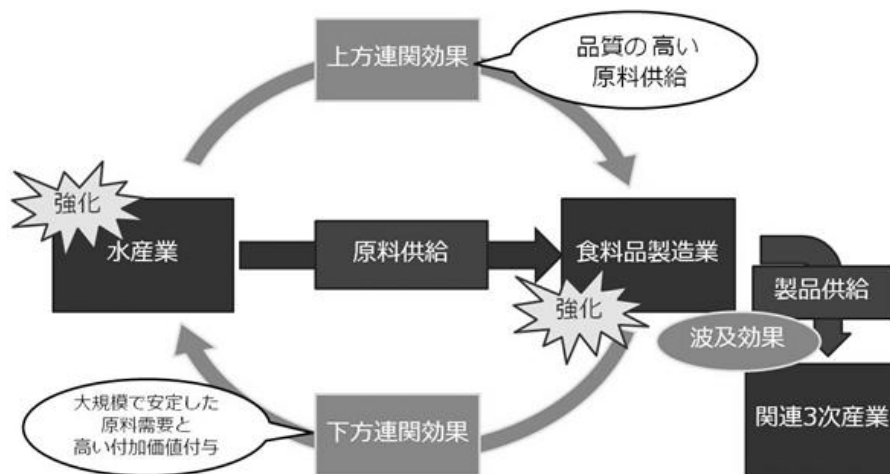 上方連関効果
品質の高い
原料供給
強化
水産業
原料供給
食料品製造業
強化
製品供給
波及効果
関連3次産業
大規模で安定した
原料需要と
高い付加価値付与
下方連関効果